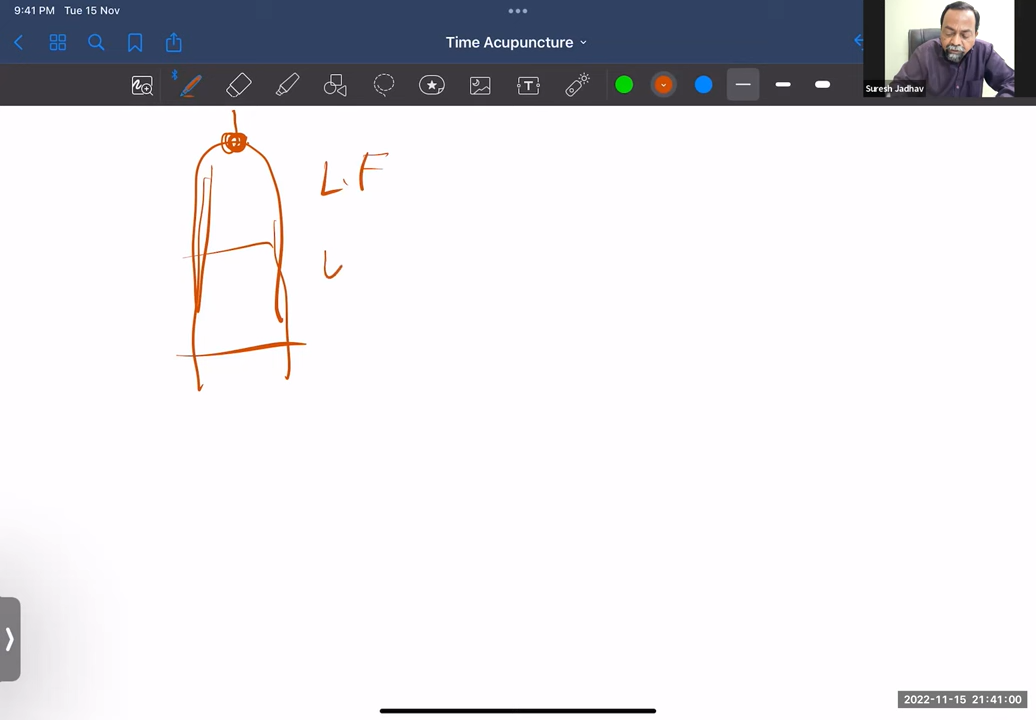 9:41 PM Tue 15 Nov
Time Acupuncture
T
Suresh Jadhav
L.F
L
2022-11-15 21:41:00